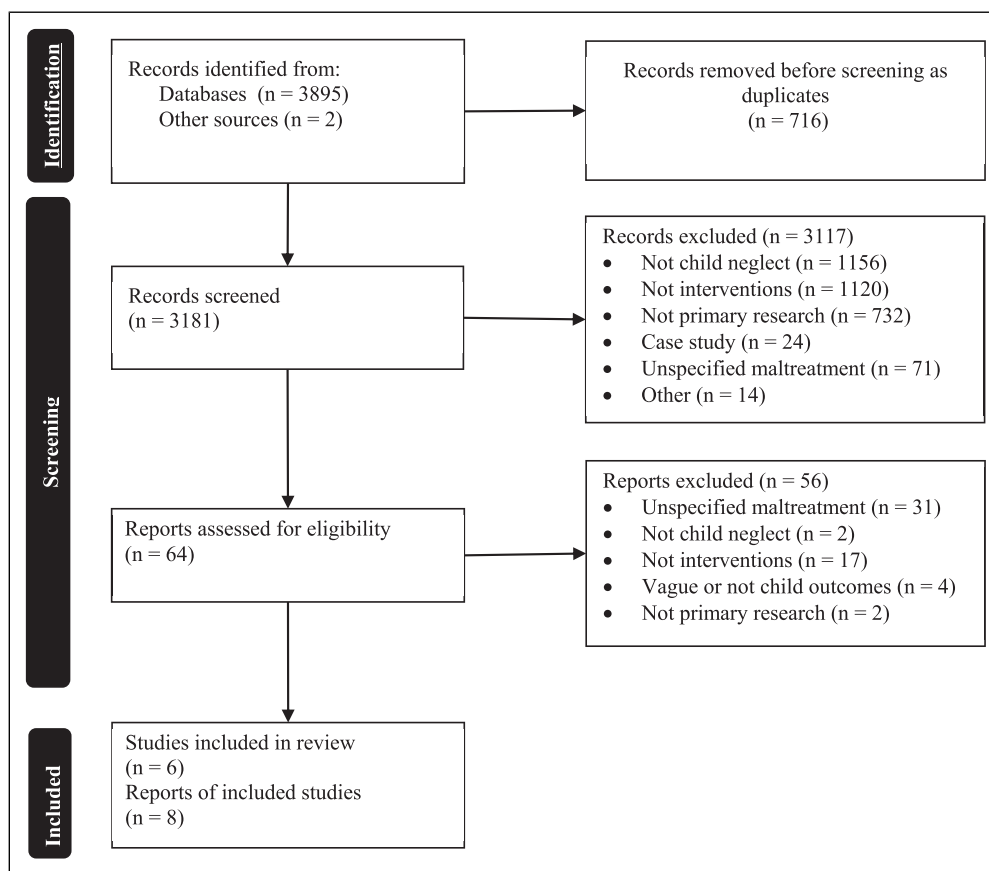 Identification
Records identified from:
Databases (n = 3895)
Other sources (n = 2)
Records removed before screening as
duplicates
(n = 716)
Screening
Records screened
(n = 3181)
Records excluded (n = 3117)
• Not child neglect (n = 1156)
• Not interventions (n = 1120)
• Not primary research (n = 732)
• Case study (n = 24)
• Unspecified maltreatment (n = 71)
• Other (n = 14)
Reports assessed for eligibility
(n = 64)
Reports excluded (n = 56)
• Unspecified maltreatment (n = 31)
• Not child neglect (n = 2)
• Not interventions (n = 17)
• Vague or not child outcomes (n = 4)
• Not primary research (n = 2)
Included
Studies included in review
(n = 6)
Reports of included studies
(n = 8)